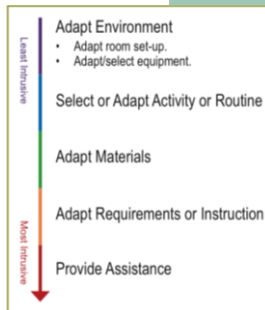 Adapt Environment
• Adapt room set-up.
• Adapt/select equipment.
Least Intrusive
Select or Adapt Activity or Routine
Adapt Materials
Adapt Requirements or Instruction
Most Intrusive
Provide Assistance